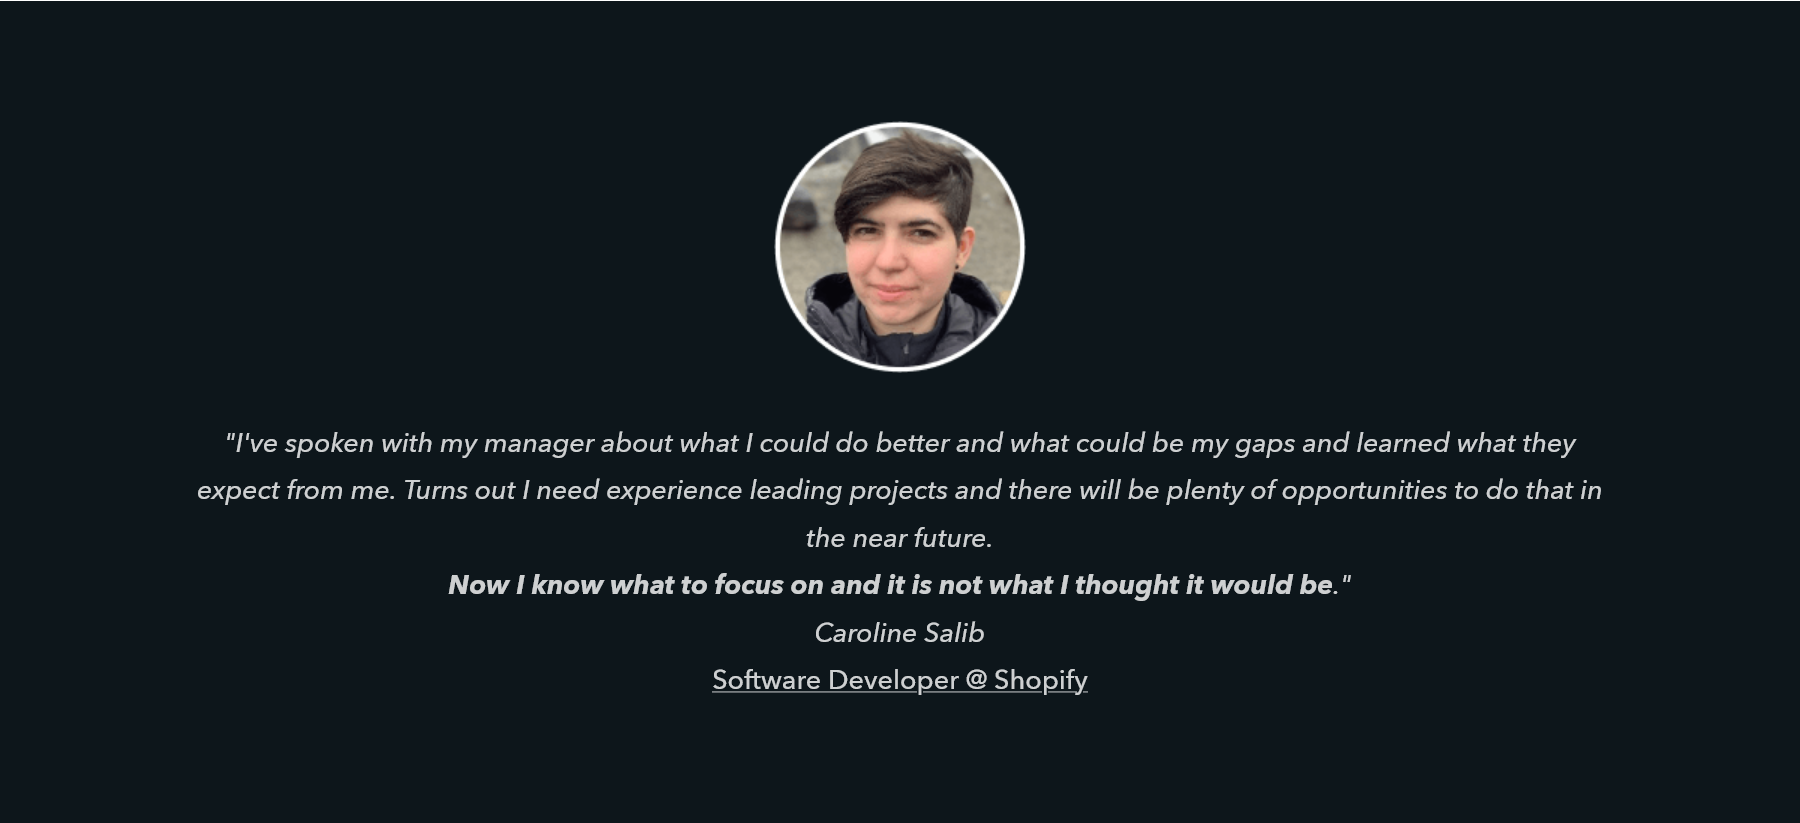 "I've spoken with my manager about what I could do better and what could be my gaps and learned what they
expect from me. Turns out I need experience leading projects and there will be plenty of opportunities to do that in
the near future.
Now I know what to focus on and it is not what I thought it would be."
Caroline Salib
Software Developer @ Shopify